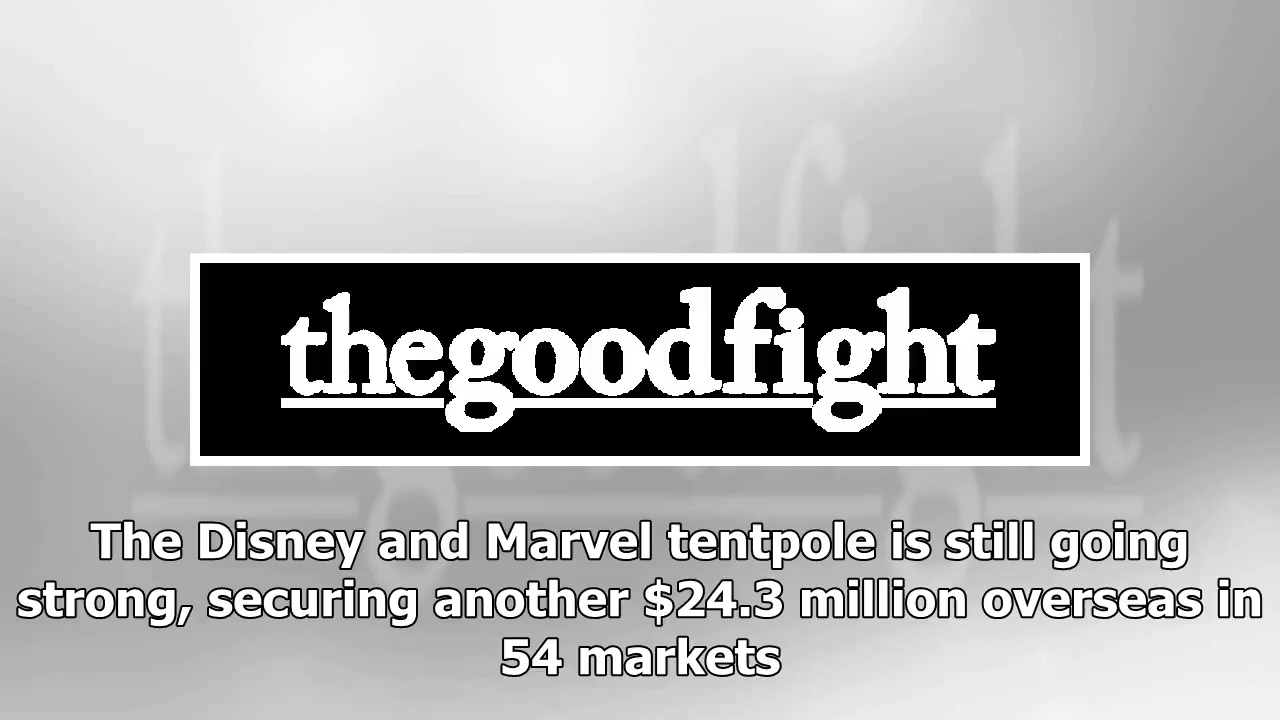 thegoodfight
The Disney and Marvel tentpole is still going
strong, securing another $24.3 million overseas in
54 markets